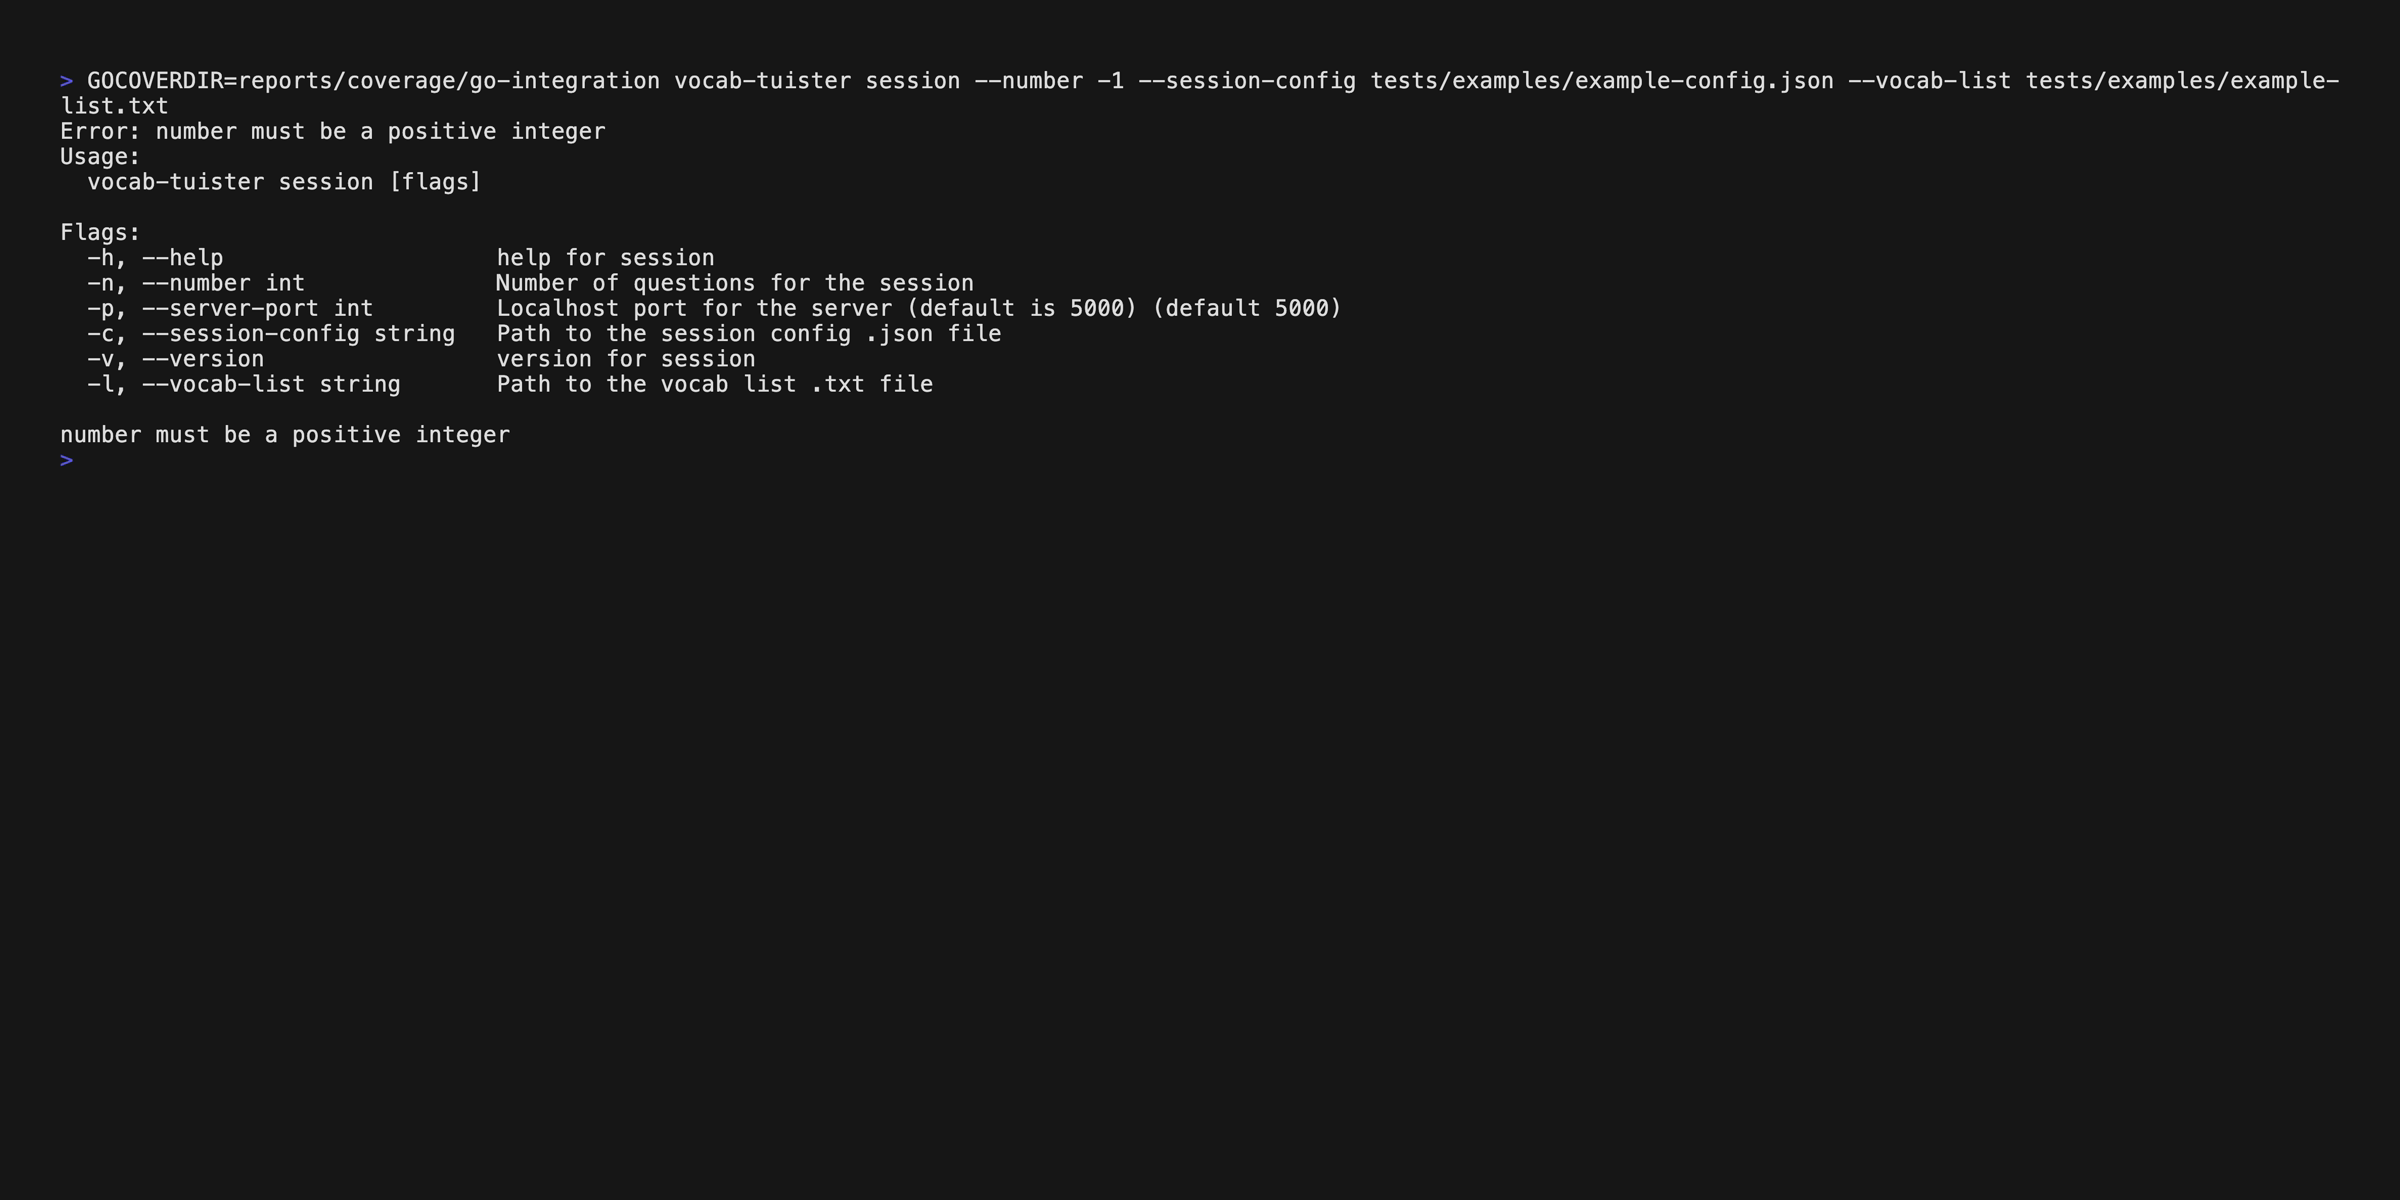 > GOCOVERDIR=reports/coverage/go-integration vocab-tuister session --number -1 --session-config tests/examples/example-config.json --vocab-list tests/examples/example-
list.txt
Error: number must be a positive integer
Usage:
  vocab-tuister session [flags]

Flags:
  -h, --help                    help for session
  -n, --number int              Number of questions for the session
  -p, --server-port int         Localhost port for the server (default is 5000) (default 5000)
  -c, --session-config string   Path to the session config .json file
  -v, --version                 version for session
  -l, --vocab-list string       Path to the vocab list .txt file

number must be a positive integer
>